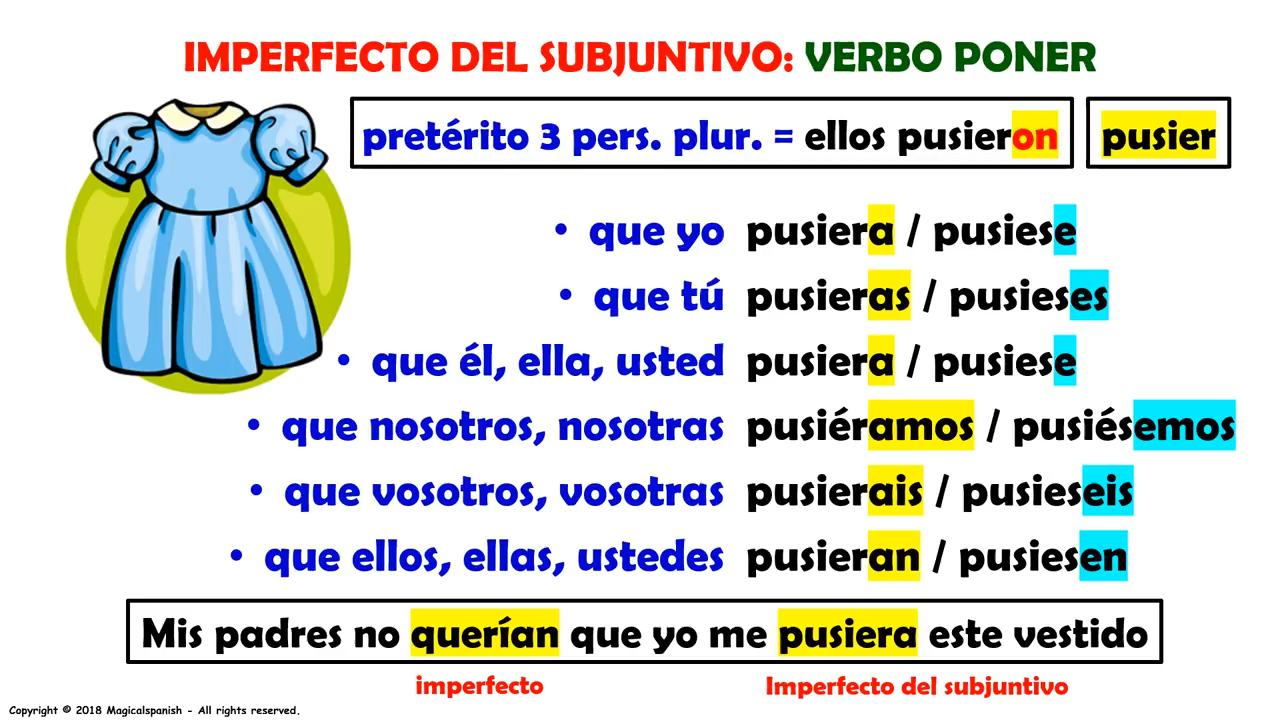 IMPERFECTO DEL SUBJUNTIVO: VERBO PONER
pretérito 3 pers. plur. = ellos pusieron
pusier
• que yo pusiera / pusiese
• que tú pusieras / pusieses
• que él, ella, usted pusiera / pusiese
• que nosotros, nosotras pusiéramos / pusiésemos
• que vosotros, vosotras pusierais / pusieseis
• que ellos, ellas, ustedes pusieran / pusiesen
Mis padres no querían que yo me pusiera este vestido
imperfecto
Imperfecto del subjuntivo
Copyright © 2018 Magicalspanish - All rights reserved.